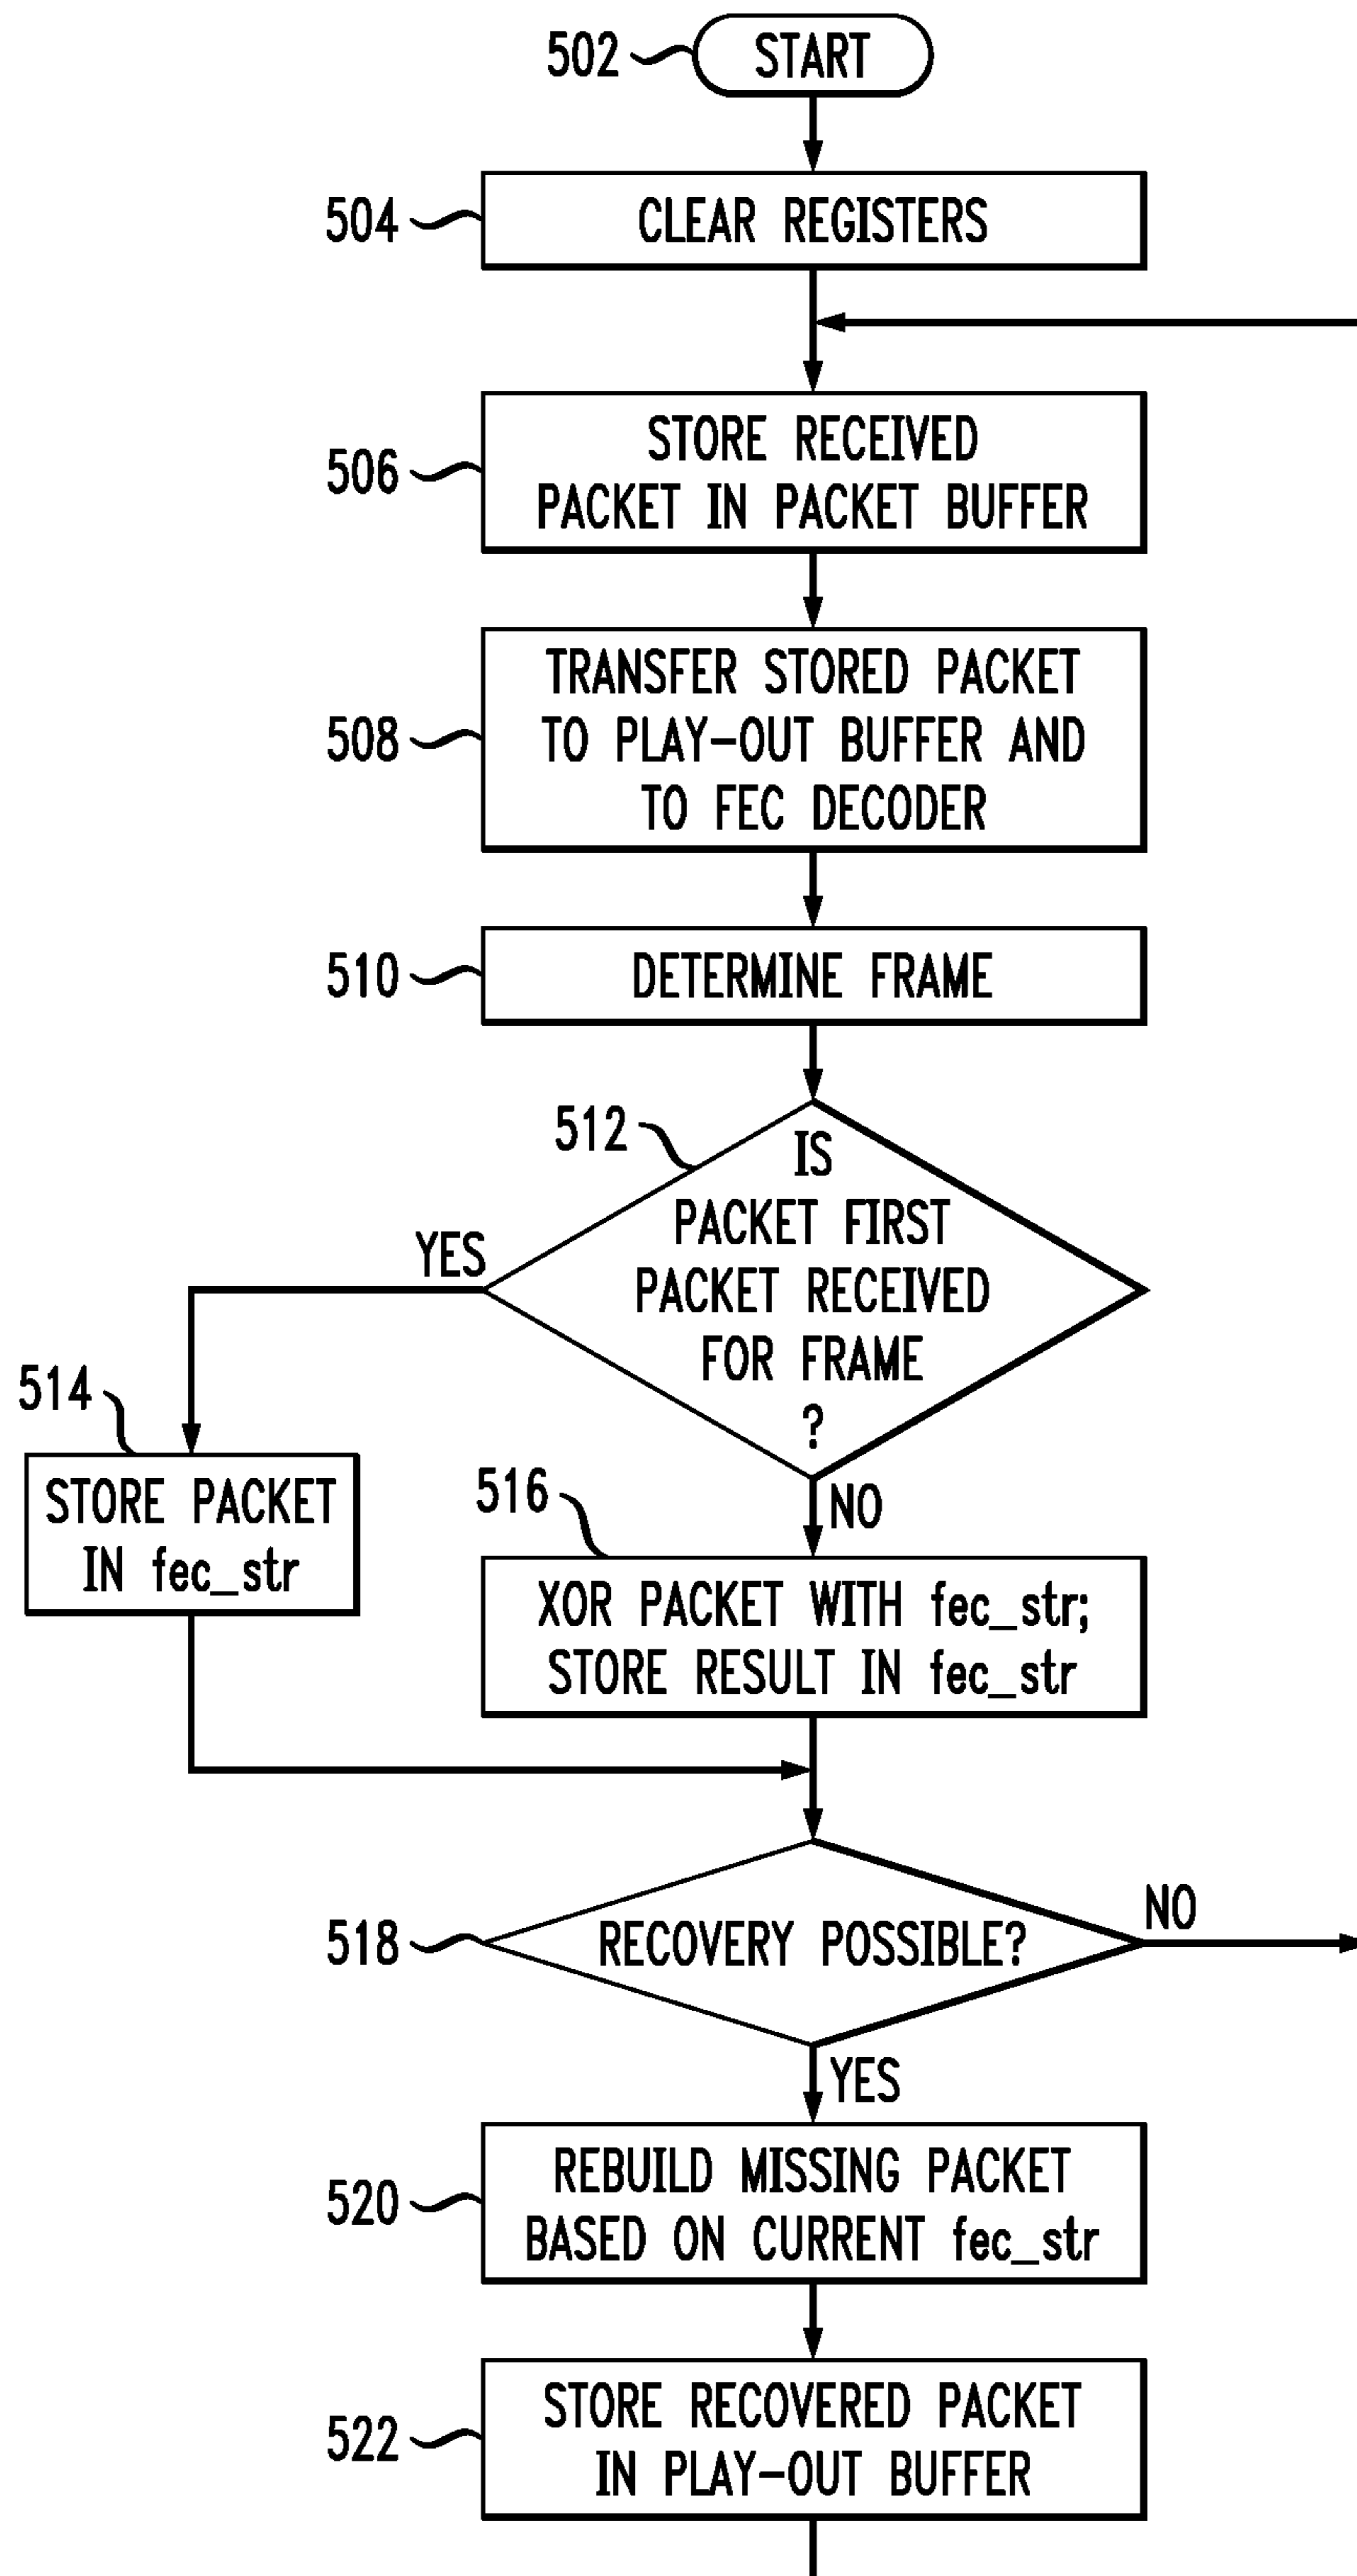 502
START
504
CLEAR REGISTERS
506
STORE RECEIVED
PACKET IN PACKET BUFFER
508
TRANSFER STORED PACKET
TO PLAY-OUT BUFFER AND
TO FEC DECODER
510
DETERMINE FRAME
512
IS
PACKET FIRST
PACKET RECEIVED
FOR FRAME
?
YES
NO
514
STORE PACKET
IN fec_str
516
XOR PACKET WITH fec_str;
STORE RESULT IN fec_str
518
RECOVERY POSSIBLE?
NO
YES
520
REBUILD MISSING PACKET
BASED ON CURRENT fec_str
522
STORE RECOVERED PACKET
IN PLAY-OUT BUFFER